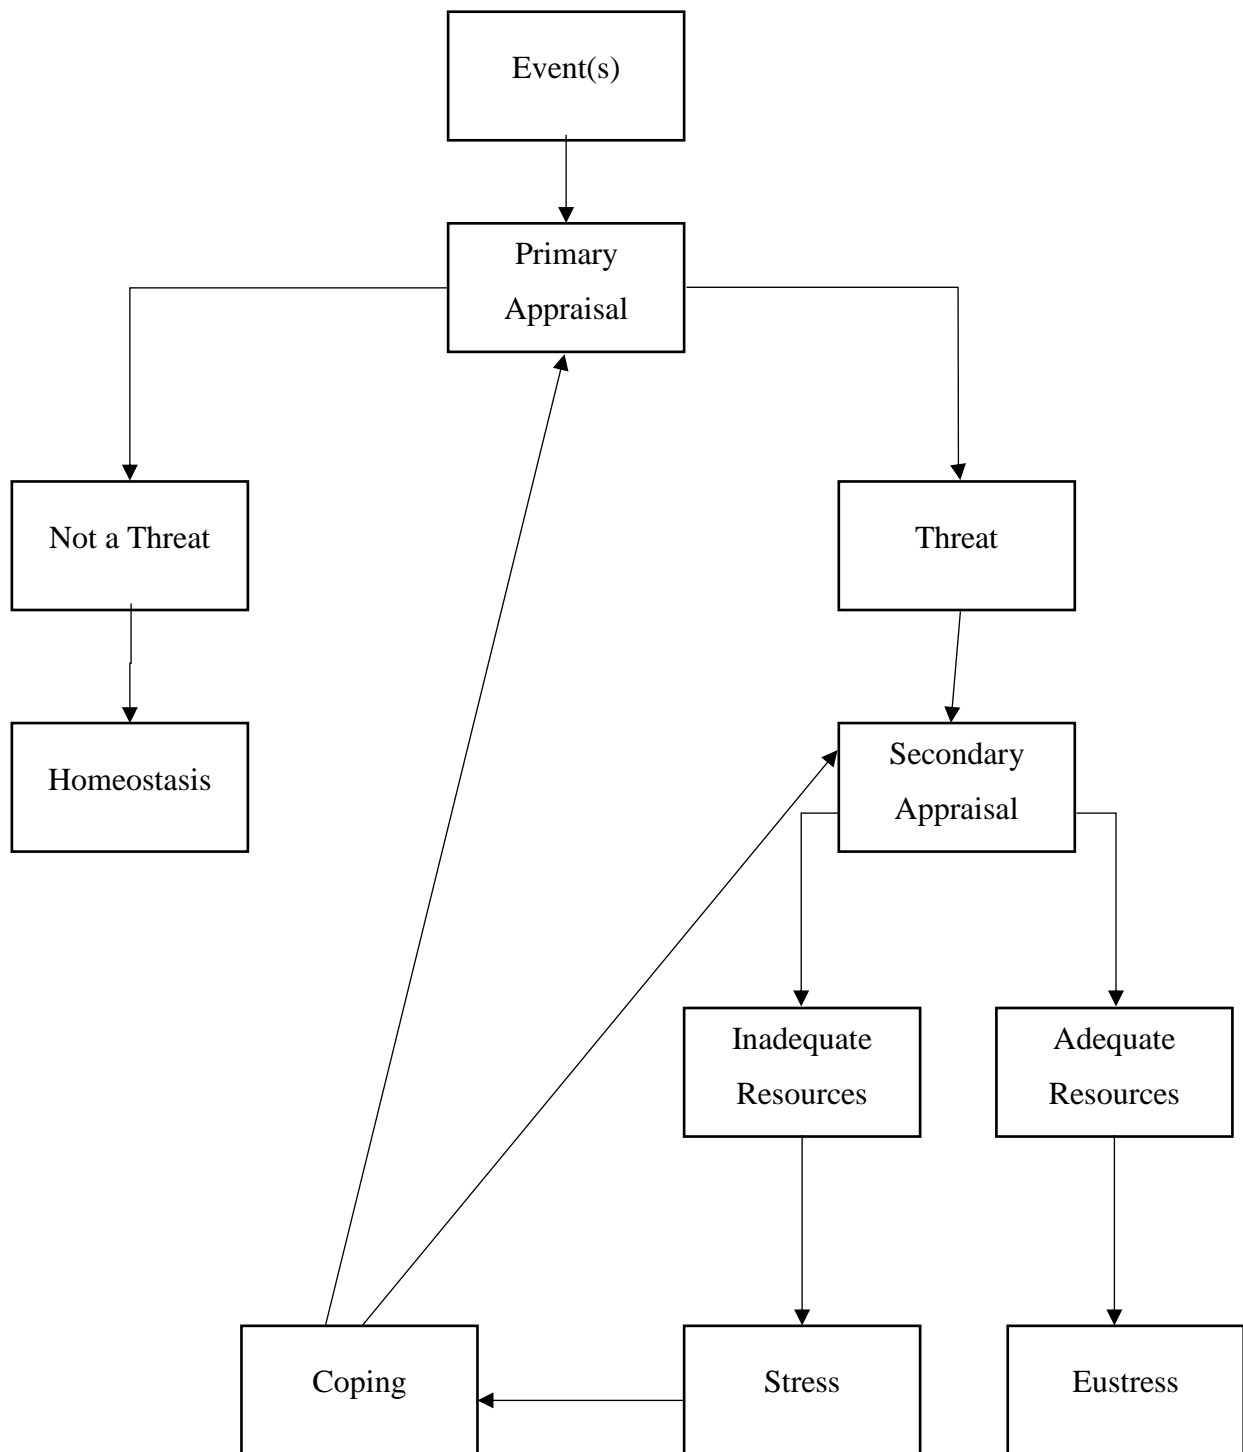 Event(s)
Primary
Appraisal
Not a Threat
Threat
Homeostasis
Secondary
Appraisal
Inadequate
Resources
Adequate
Resources
Coping
Stress
Eustress